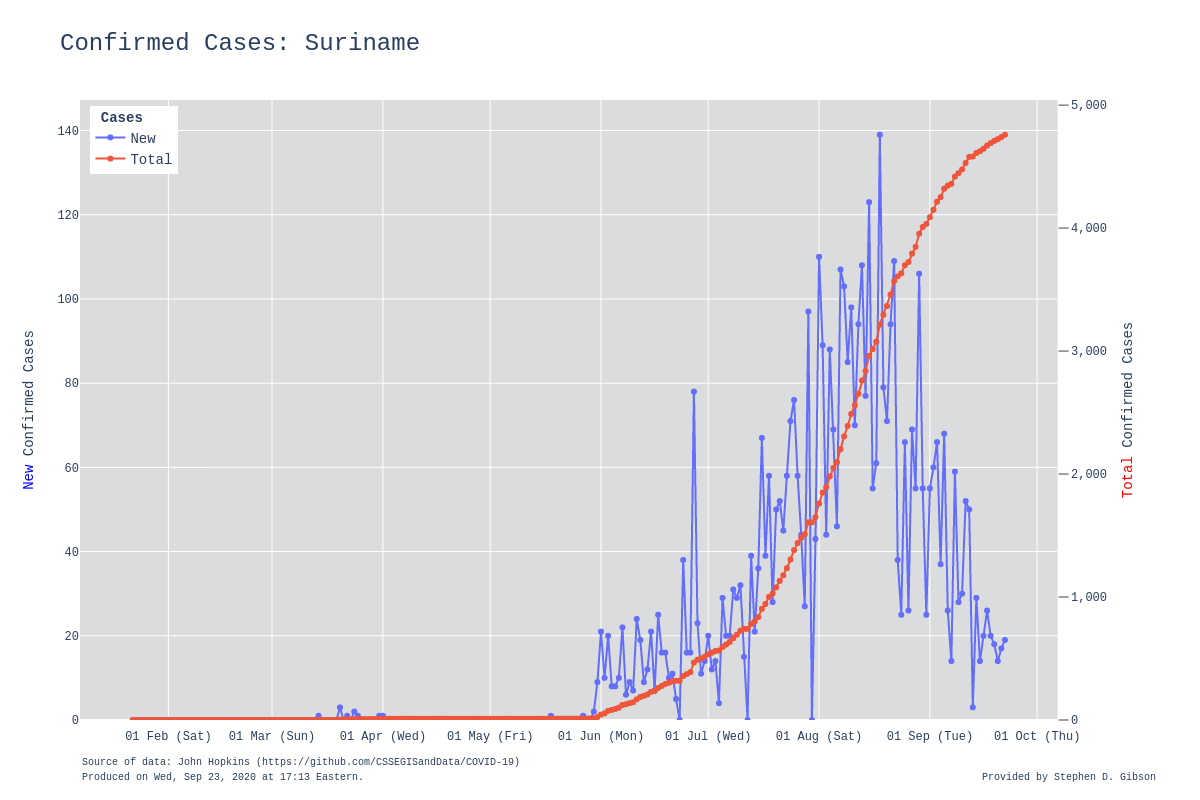 Confirmed Cases: Suriname
Cases
New
Total
140
120
100
80
60
40
20
0
5,000
4,000
3,000
2,000
1,000
0
New Confirmed Cases
Total Confirmed Cases
01 Feb (Sat) 01 Mar (Sun) 01 Apr (Wed) 01 May (Fri) 01 Jun (Mon) 01 Jul (Wed) 01 Aug (Sat) 01 Sep (Tue) 01 Oct (Thu)
Source of data: John Hopkins (https://github.com/CSSEGISandData/COVID-19)
Produced on Wed, Sep 23, 2020 at 17:13 Eastern.
Provided by Stephen D. Gibson